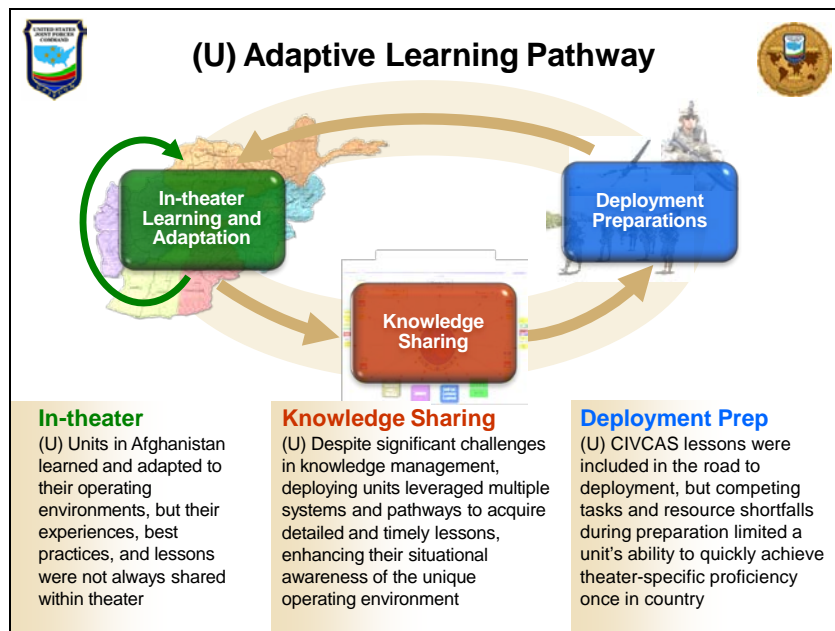 UNITED STATES
JOINT FORCES
COMMAND
(U) Adaptive Learning Pathway
In-theater
Learning and
Adaptation
Deployment
Preparations
Knowledge
Sharing
In-theater
(U) Units in Afghanistan
learned and adapted to
their operating
environments, but their
experiences, best
practices, and lessons
were not always shared
within theater
Knowledge Sharing
(U) Despite significant challenges
in knowledge management,
deploying units leveraged multiple
systems and pathways to acquire
detailed and timely lessons,
enhancing their situational
awareness of the unique
operating environment
Deployment Prep
(U) CIVCAS lessons were
included in the road to
deployment, but competing
tasks and resource shortfalls
during preparation limited a
unit's ability to quickly achieve
theater-specific proficiency
once in country